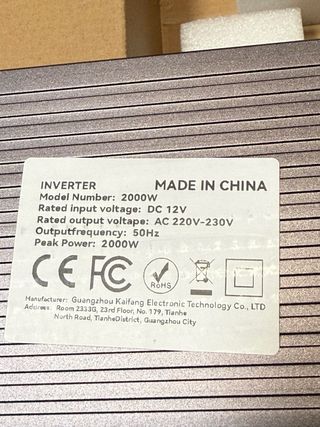 INVERTER MADE IN CHINA
Model Number: 2000W
Rated input voltage: DC 12V
Rated output voltape: AC 220V-230V
Outputfrequency: 50Hz
Peak Power: 2000W
CE FC RoHS
Manufacturer: Guangzhou Kaifang Electronic Technology Co., LTD
Address: Room 2333G, 23rd Floor, No. 179, Tianhe
North Road, TianheDistrict, Guangzhou City